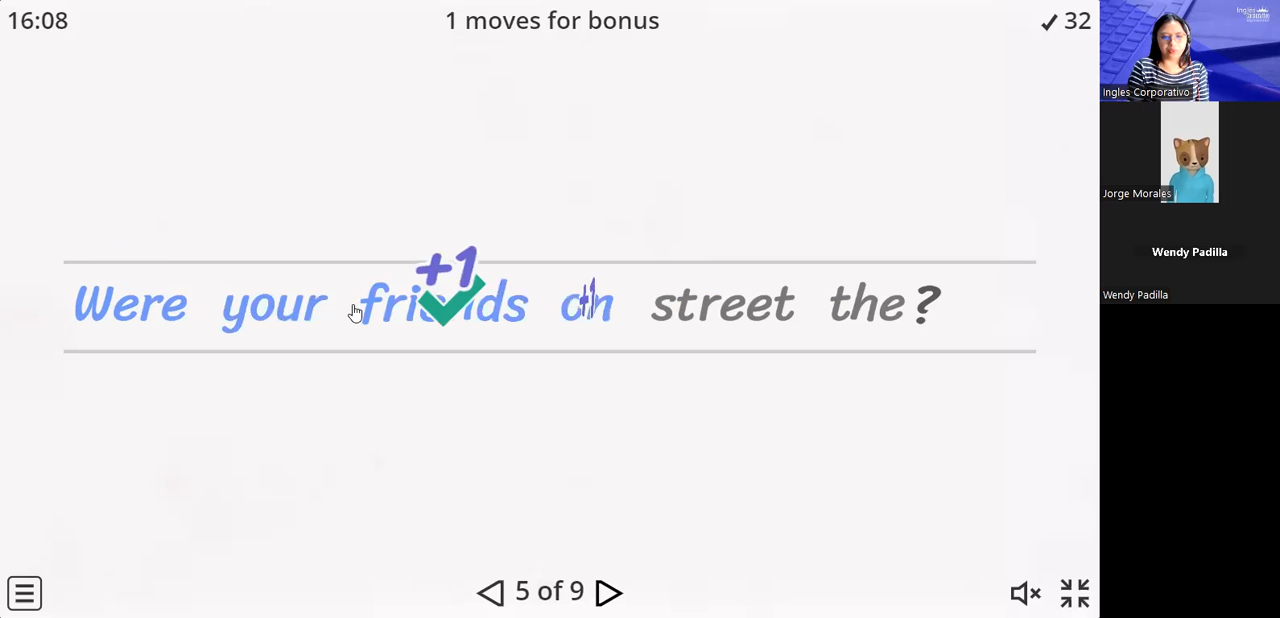 16:08
1 moves for bonus
✓ 32
+1
Were your friends on street the?
+1
5 of 9
Ingles Corporativo
Jorge Morales
Wendy Padilla
Wendy Padilla